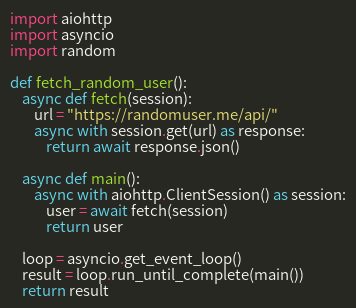 import aiohttp
import asyncio
import random

def fetch_random_user():
    async def fetch(session):
        url = "https://randomuser.me/api/"
        async with session.get(url) as response:
            return await response.json()

    async def main():
        async with aiohttp.ClientSession() as session:
            user = await fetch(session)
            return user

    loop = asyncio.get_event_loop()
    result = loop.run_until_complete(main())
    return result